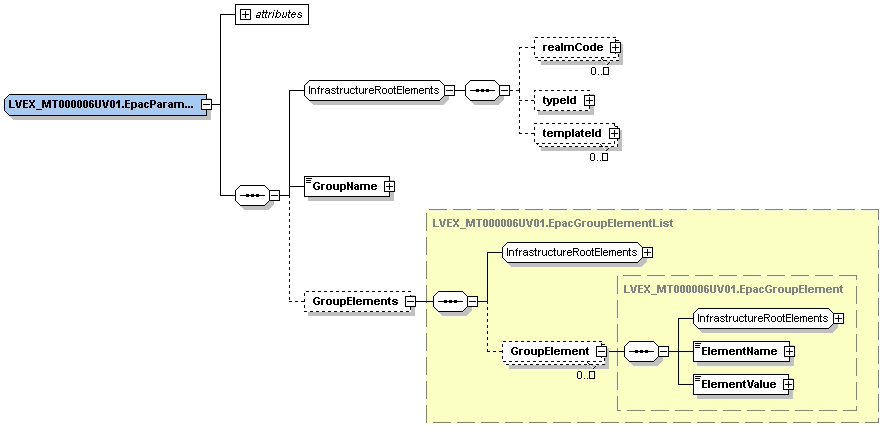 attributes
LVEX_MT000006UV01.EpacParam...
InfrastructureRootElements
realmCode
0..
typeId
templateId
0..
GroupName
LVEX_MT000006UV01.EpacGroupElementList
InfrastructureRootElements
LVEX_MT000006UV01.EpacGroupElement
GroupElements
InfrastructureRootElements
GroupElement
0..
ElementName
ElementValue